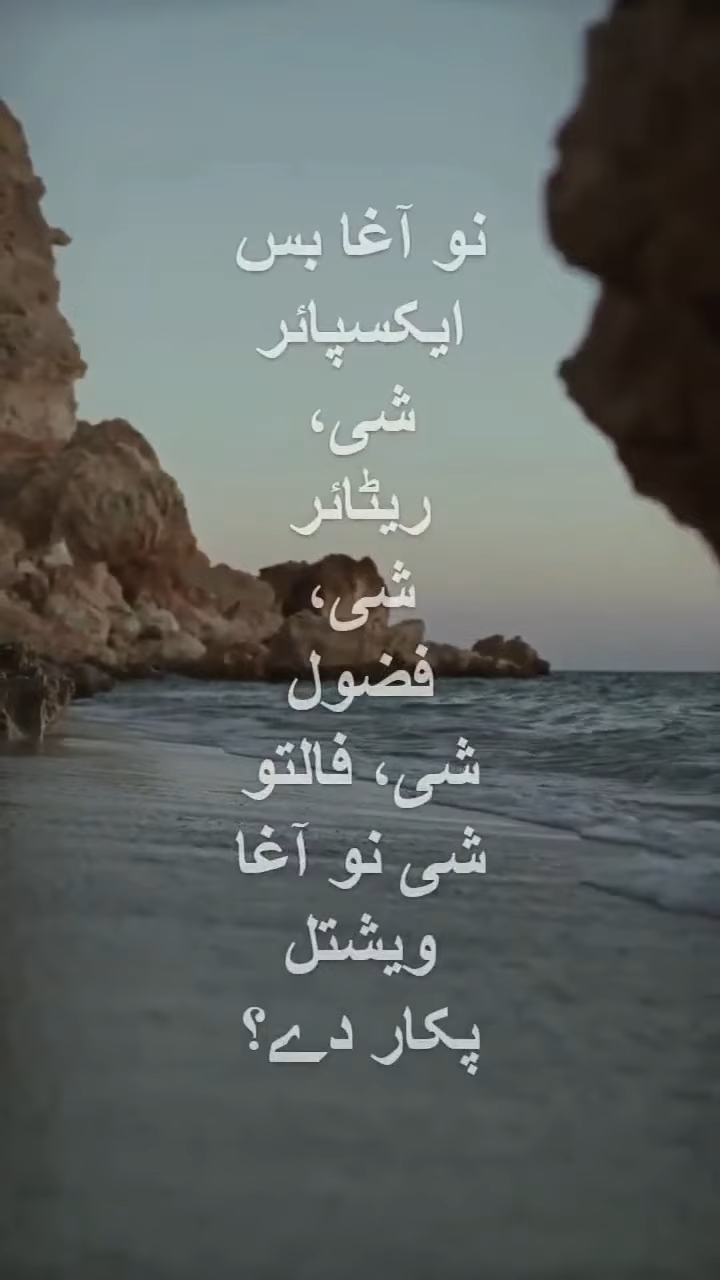 نو آغا بس
ایکسپائر
شی،
ریٹائر
شی،
فضول
شی، فالتو
شی نو آغا
ویشتل
پکار دے؟